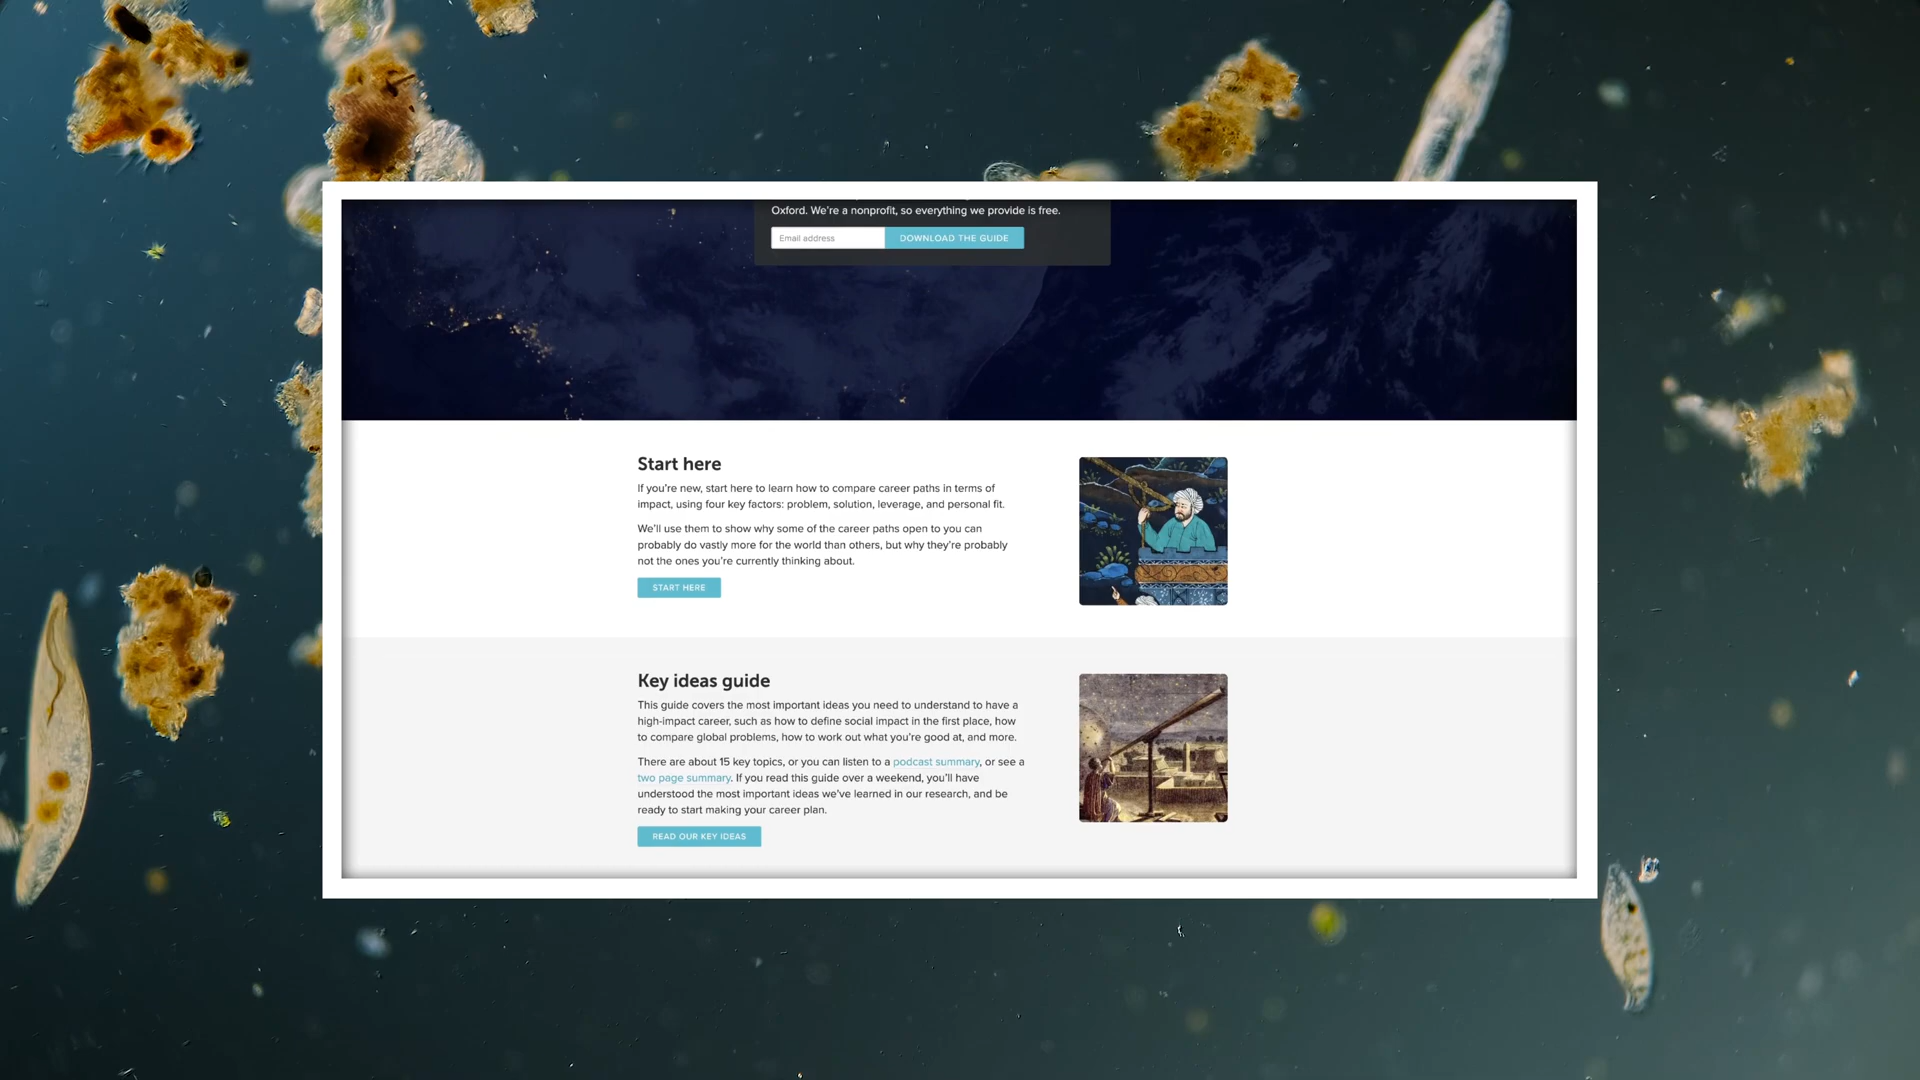 Oxford. We're a nonprofit, so everything we provide is free.
Email address
DOWNLOAD THE GUIDE
Start here
If you're new, start here to learn how to compare career paths in terms of
impact, using four key factors: problem, solution, leverage, and personal fit.
We'll use them to show why some of the career paths open to you can
probably do vastly more for the world than others, but why they're probably
not the ones you're currently thinking about.
START HERE
Key ideas guide
This guide covers the most important ideas you need to understand to have a
high-impact career, such as how to define social impact in the first place, how
to compare global problems, how to work out what you're good at, and more.
There are about 15 key topics, or you can listen to a podcast summary, or see a
two page summary. If you read this guide over a weekend, you'll have
understood the most important ideas we've learned in our research, and be
ready to start making your career plan.
READ OUR KEY IDEAS